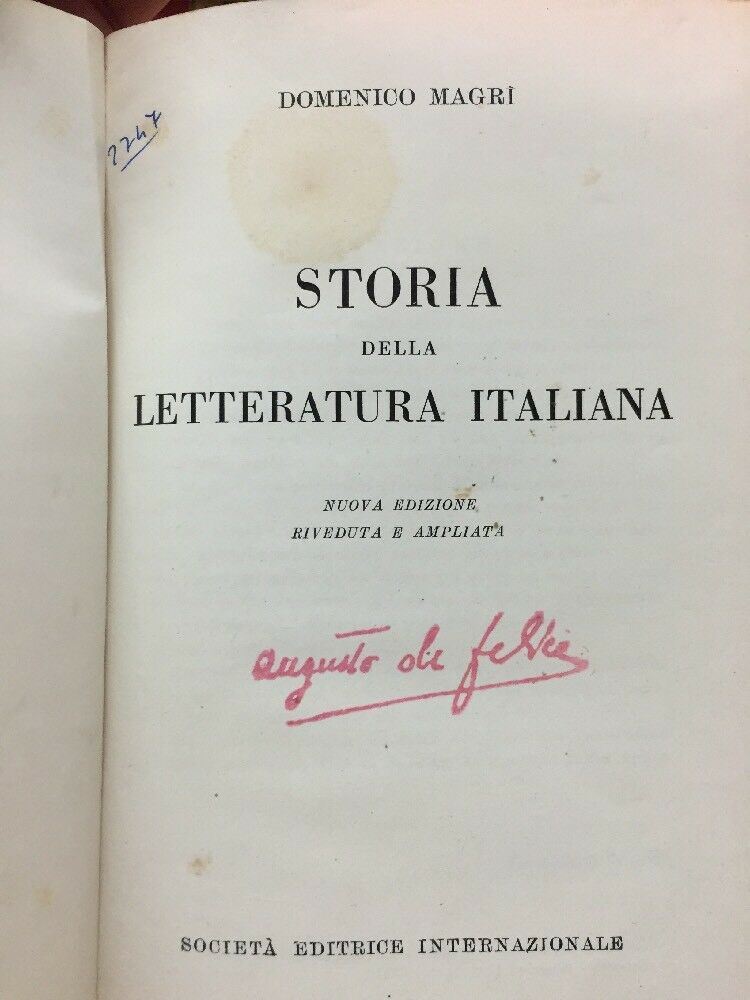 DOMENICO MAGRÌ
2247
STORIA
DELLA
LETTERATURA ITALIANA
NUOVA EDIZIONE
RIVEDUTA E AMPLIATA
augusto de felice
SOCIETÀ EDITRICE INTERNAZIONALE